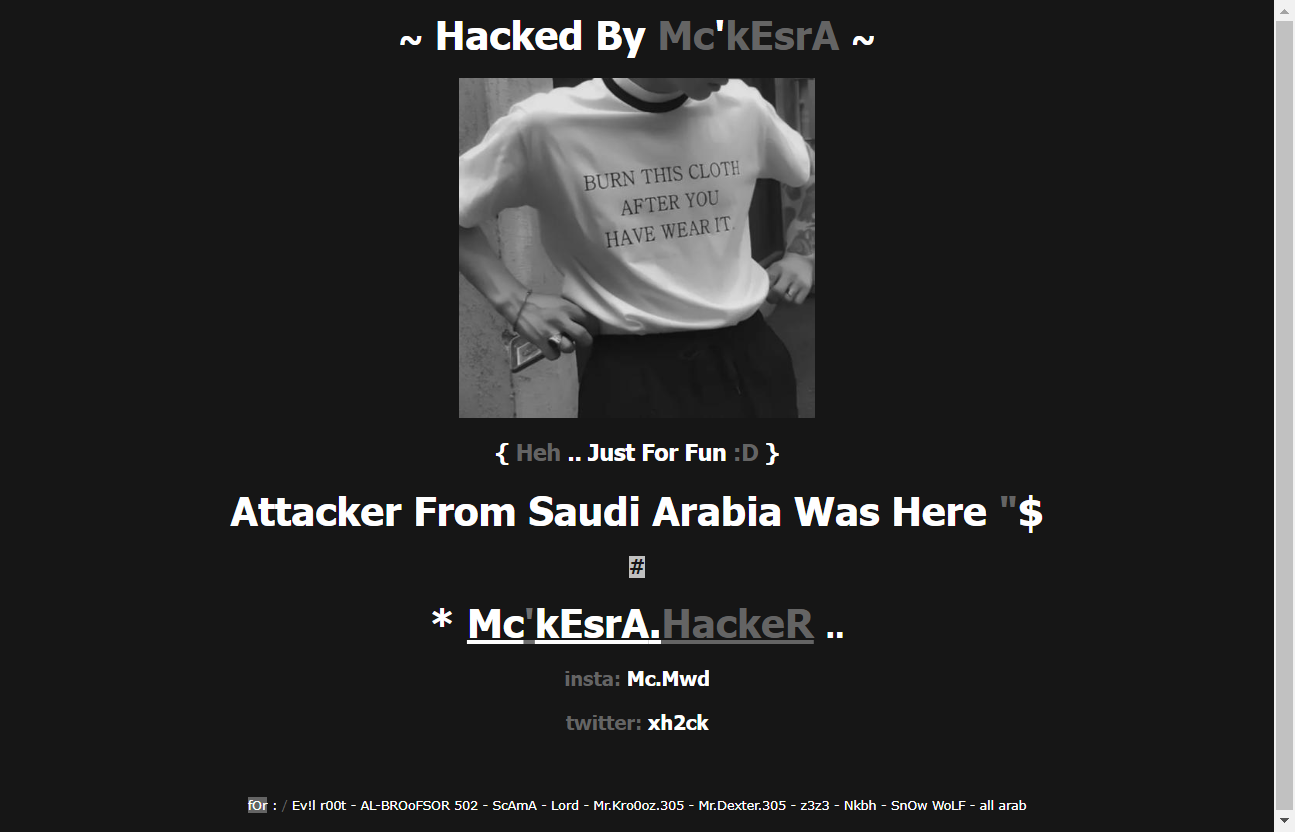 ~ Hacked By Mc'kEsrA ~
BURN THIS CLOTH
AFTER YOU
HAVE WEAR IT.
{ Heh .. Just For Fun :D }
Attacker From Saudi Arabia Was Here "$
#
* Mc'kEsrA.HackeR ..
insta: Mc.Mwd
twitter: xh2ck
fOr : / Ev!l r00t - AL-BROoFSOR 502 - ScAmA - Lord - Mr.Kro0oz.305 - Mr.Dexter.305 - z3z3 - Nkbh - SnOw WoLF - all arab